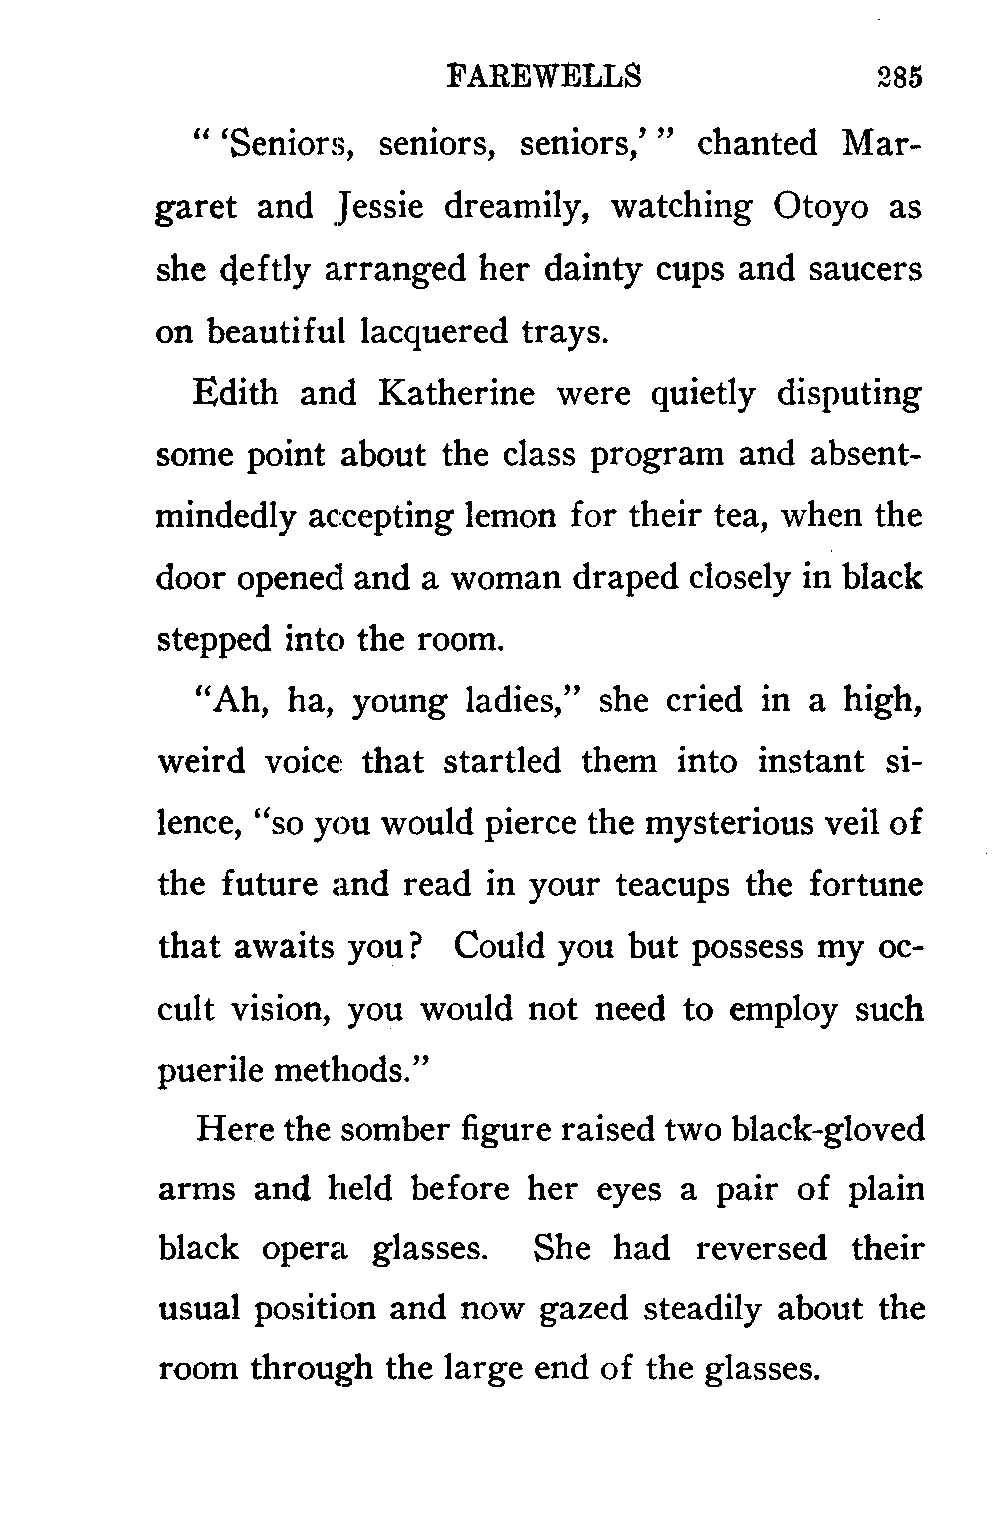 FAREWELLS 285
“ ‘Seniors, seniors, seniors,’ ” chanted Mar-
garet and Jessie dreamily, watching Otoyo as
she deftly arranged her dainty cups and saucers
on beautiful lacquered trays.
Edith and Katherine were quietly disputing
some point about the class program and absent-
mindedly accepting lemon for their tea, when the
door opened and a woman draped closely in black
stepped into the room.
“Ah, ha, young ladies,” she cried in a high,
weird voice that startled them into instant si-
lence, “so you would pierce the mysterious veil of
the future and read in your teacups the fortune
that awaits you? Could you but possess my oc-
cult vision, you would not need to employ such
puerile methods.”
Here the somber figure raised two black-gloved
arms and held before her eyes a pair of plain
black opera glasses. She had reversed their
usual position and now gazed steadily about the
room through the large end of the glasses.